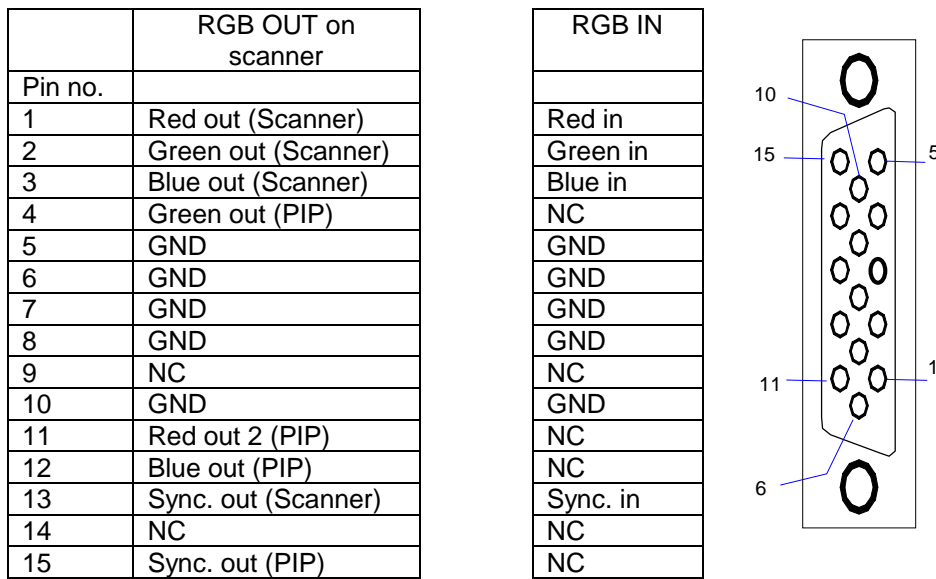 RGB OUT on scanner RGB IN
Pin no.
1 Red out (Scanner) Red in
2 Green out (Scanner) Green in
3 Blue out (Scanner) Blue in
4 Green out (PIP) NC
5 GND GND
6 GND GND
7 GND GND
8 GND GND
9 NC NC
10 GND GND
11 Red out 2 (PIP) NC
12 Blue out (PIP) NC
13 Sync. out (Scanner) Sync. in
14 NC NC
15 Sync. out (PIP) NC
10
15 5
11 1
6